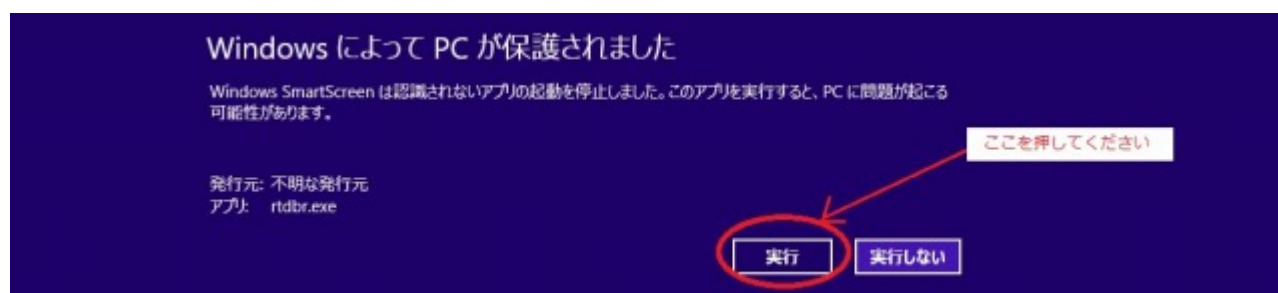 Windows によって PC が保護されました
Windows SmartScreen は認識されないアプリの起動を停止しました。このアプリを実行すると、PC に問題が起こる
可能性があります。
ここを押してください
発行元: 不明な発行元
アプリ: rtdbr.exe
実行
実行しない